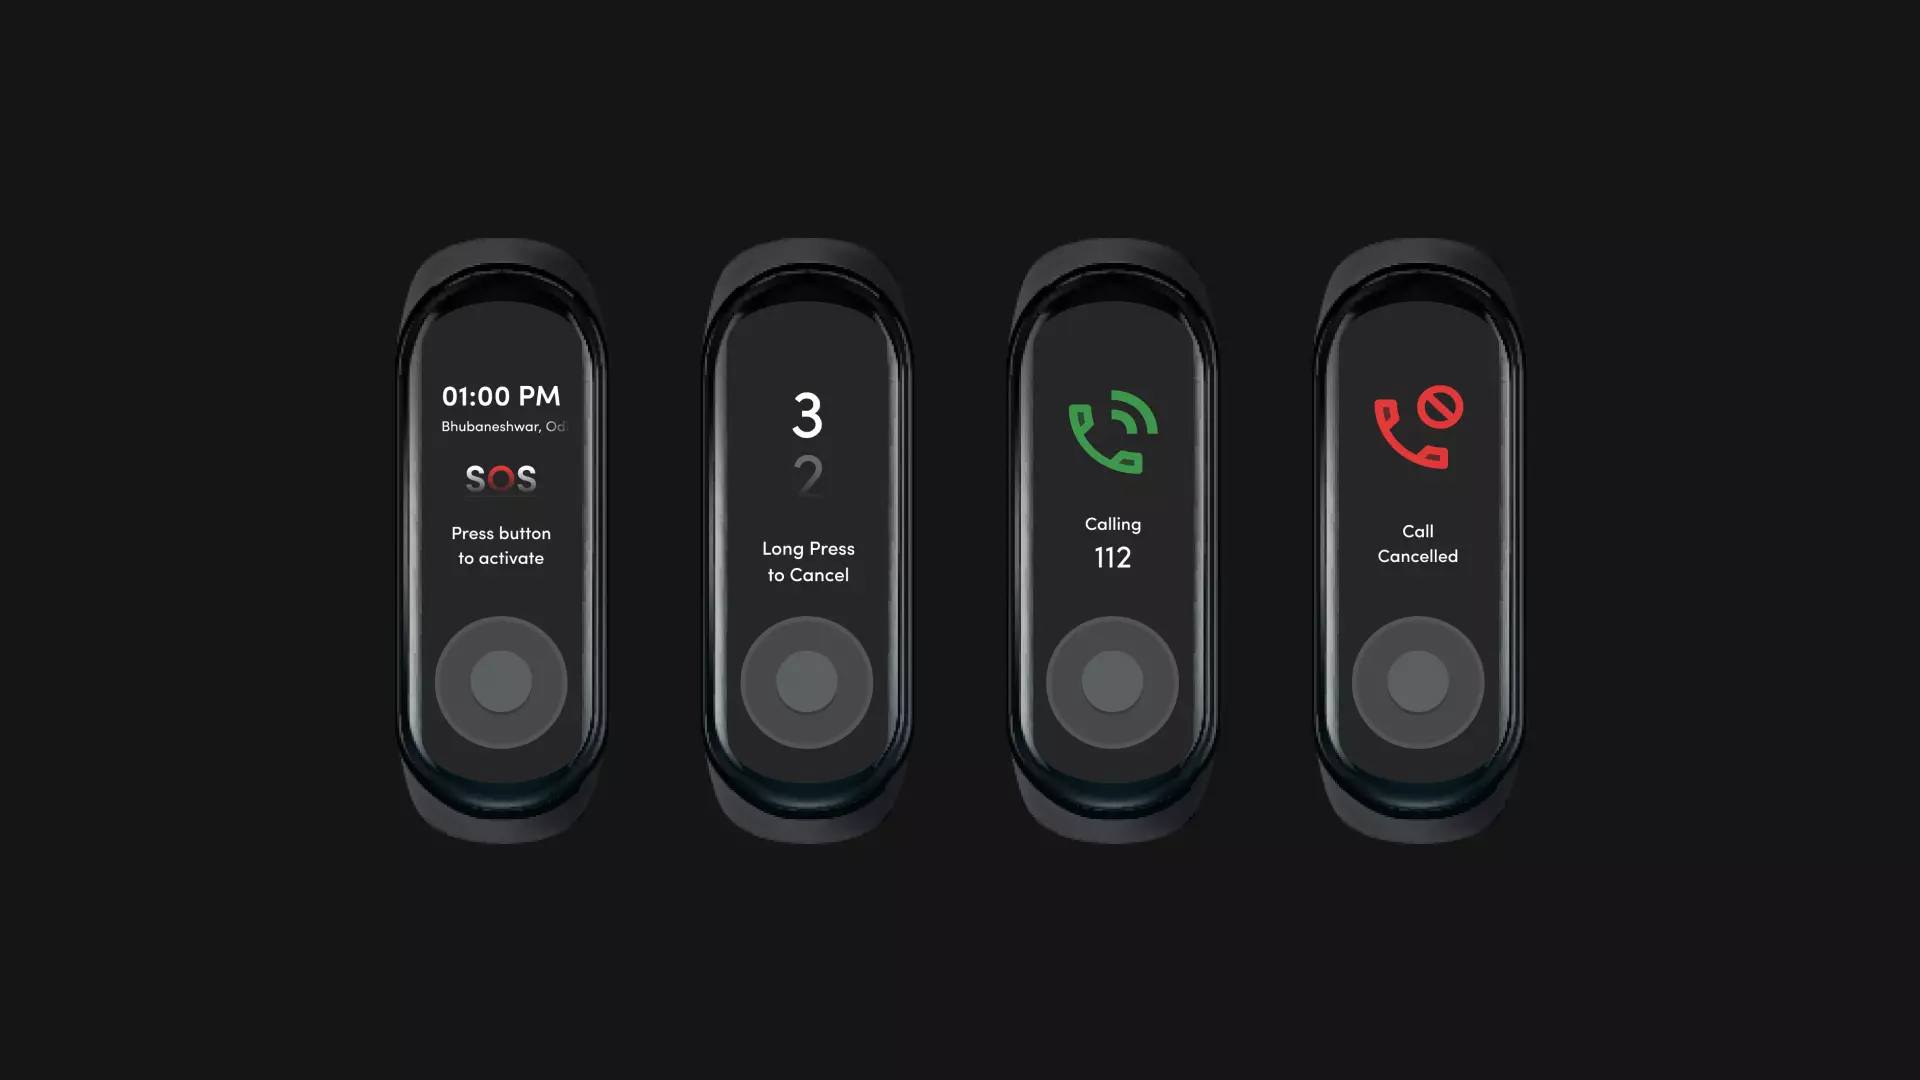 01:00 PM
Bhubaneshwar, Od
SOS
Press button
to activate
3
2
Long Press
to Cancel
Calling
112
Call
Cancelled